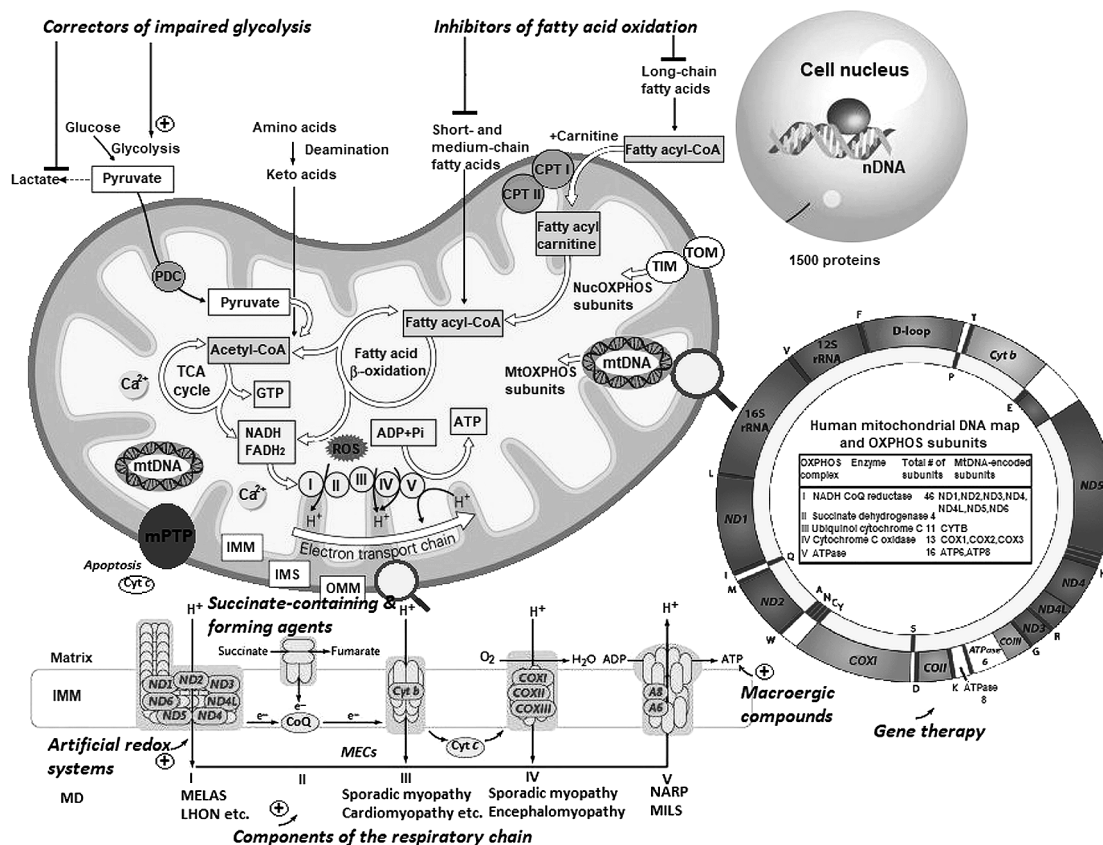 Correctors of impaired glycolysis
Inhibitors of fatty acid oxidation
Glucose
Glycolysis
Lactate
Pyruvate
Amino acids
Deamination
Keto acids
Short- and
medium-chain
fatty acids
Long-chain
fatty acids
+Carnitine
Fatty acyl-CoA
CPT I
CPT II
Fatty acyl
carnitine
Cell nucleus
nDNA
1500 proteins
TOM
TIM
NucOXPHOS
subunits
PDC
Pyruvate
Fatty acyl-CoA
Acetyl-CoA
Fatty acid
β-oxidation
TCA
cycle
Ca2+
GTP
MtOXPHOS
subunits
mtDNA
NADH
FADH2
ROS
ADP+Pi
ATP
mtDNA
Ca2+
I II III IV V
H+
H+
H+
Electron transport chain
mPTP
Apoptosis
Cyt c
IMM
IMS
OMM
F
D-loop
T
V
12S
rRNA
Cyt b
P
16S
rRNA
E
Human mitochondrial DNA map
and OXPHOS subunits
OXPHOS Enzyme Total # of MtDNA-encoded
complex subunits subunits
I NADH CoQ reductase 46 ND1,ND2,ND3,ND4,
ND4L,ND5,ND6
II Succinate dehydrogenase 4
III Ubiquinol cytochrome C 11 CYTB
IV Cytochrome C oxidase 13 COX1,COX2,COX3
V ATPase 16 ATP6,ATP8
ND5
L
ND1
I
M
Q
ND2
W
A
N
C
Y
COXI
S
D
COII
K
ATPase
8
ATPase
6
COIII
G
ND3
R
ND4L
ND4
H
Succinate-containing &
forming agents
H+
H+
H+
H+
Matrix
IMM
ND1
ND2
ND3
ND6
ND4L
ND5
ND4
Succinate
Fumarate
e–
e–
CoQ
e–
Cyt b
Cyt c
O2
H2O
COXI
COXII
COXIII
ADP
ATP
A8
A6
Macroergic
compounds
Gene therapy
Artificial redox
systems
MECs
MD
I
II
III
IV
V
MELAS
LHON etc.
Sporadic myopathy
Cardiomyopathy etc.
Sporadic myopathy
Encephalomyopathy
NARP
MILS
Components of the respiratory chain